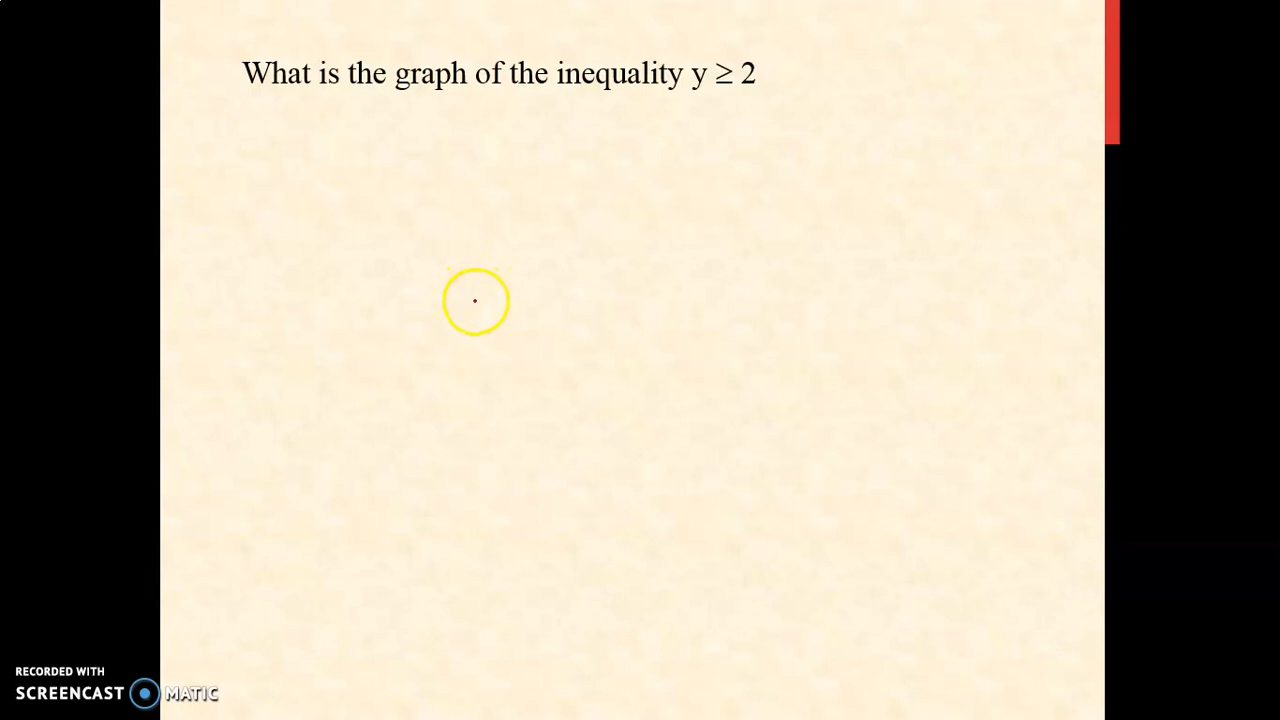 What is the graph of the inequality y ≥ 2
RECORDED WITH
SCREENCAST MATIC